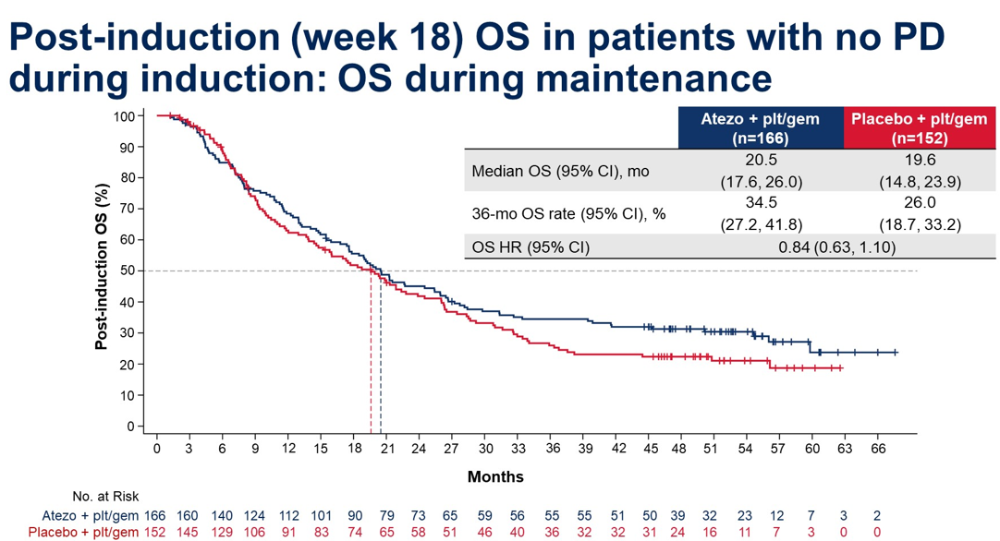 Post-induction (week 18) OS in patients with no PD
during induction: OS during maintenance
Atezo + plt/gem
(n=166)
Placebo + plt/gem
(n=152)
Median OS (95% CI), mo
20.5
(17.6, 26.0)
19.6
(14.8, 23.9)
36-mo OS rate (95% CI), %
34.5
(27.2, 41.8)
26.0
(18.7, 33.2)
OS HR (95% CI)
0.84 (0.63, 1.10)
Post-induction OS (%)
100
90
80
70
60
50
40
30
20
10
0
0 3 6 9 12 15 18 21 24 27 30 33 36 39 42 45 48 51 54 57 60 63 66
Months
No. at Risk
Atezo + plt/gem 166 160 140 124 112 101 90 79 73 65 59 56 55 55 51 50 39 32 23 12 7 3 2
Placebo + plt/gem 152 145 129 106 91 83 74 65 58 51 46 40 36 32 32 31 24 16 11 7 3 0 0